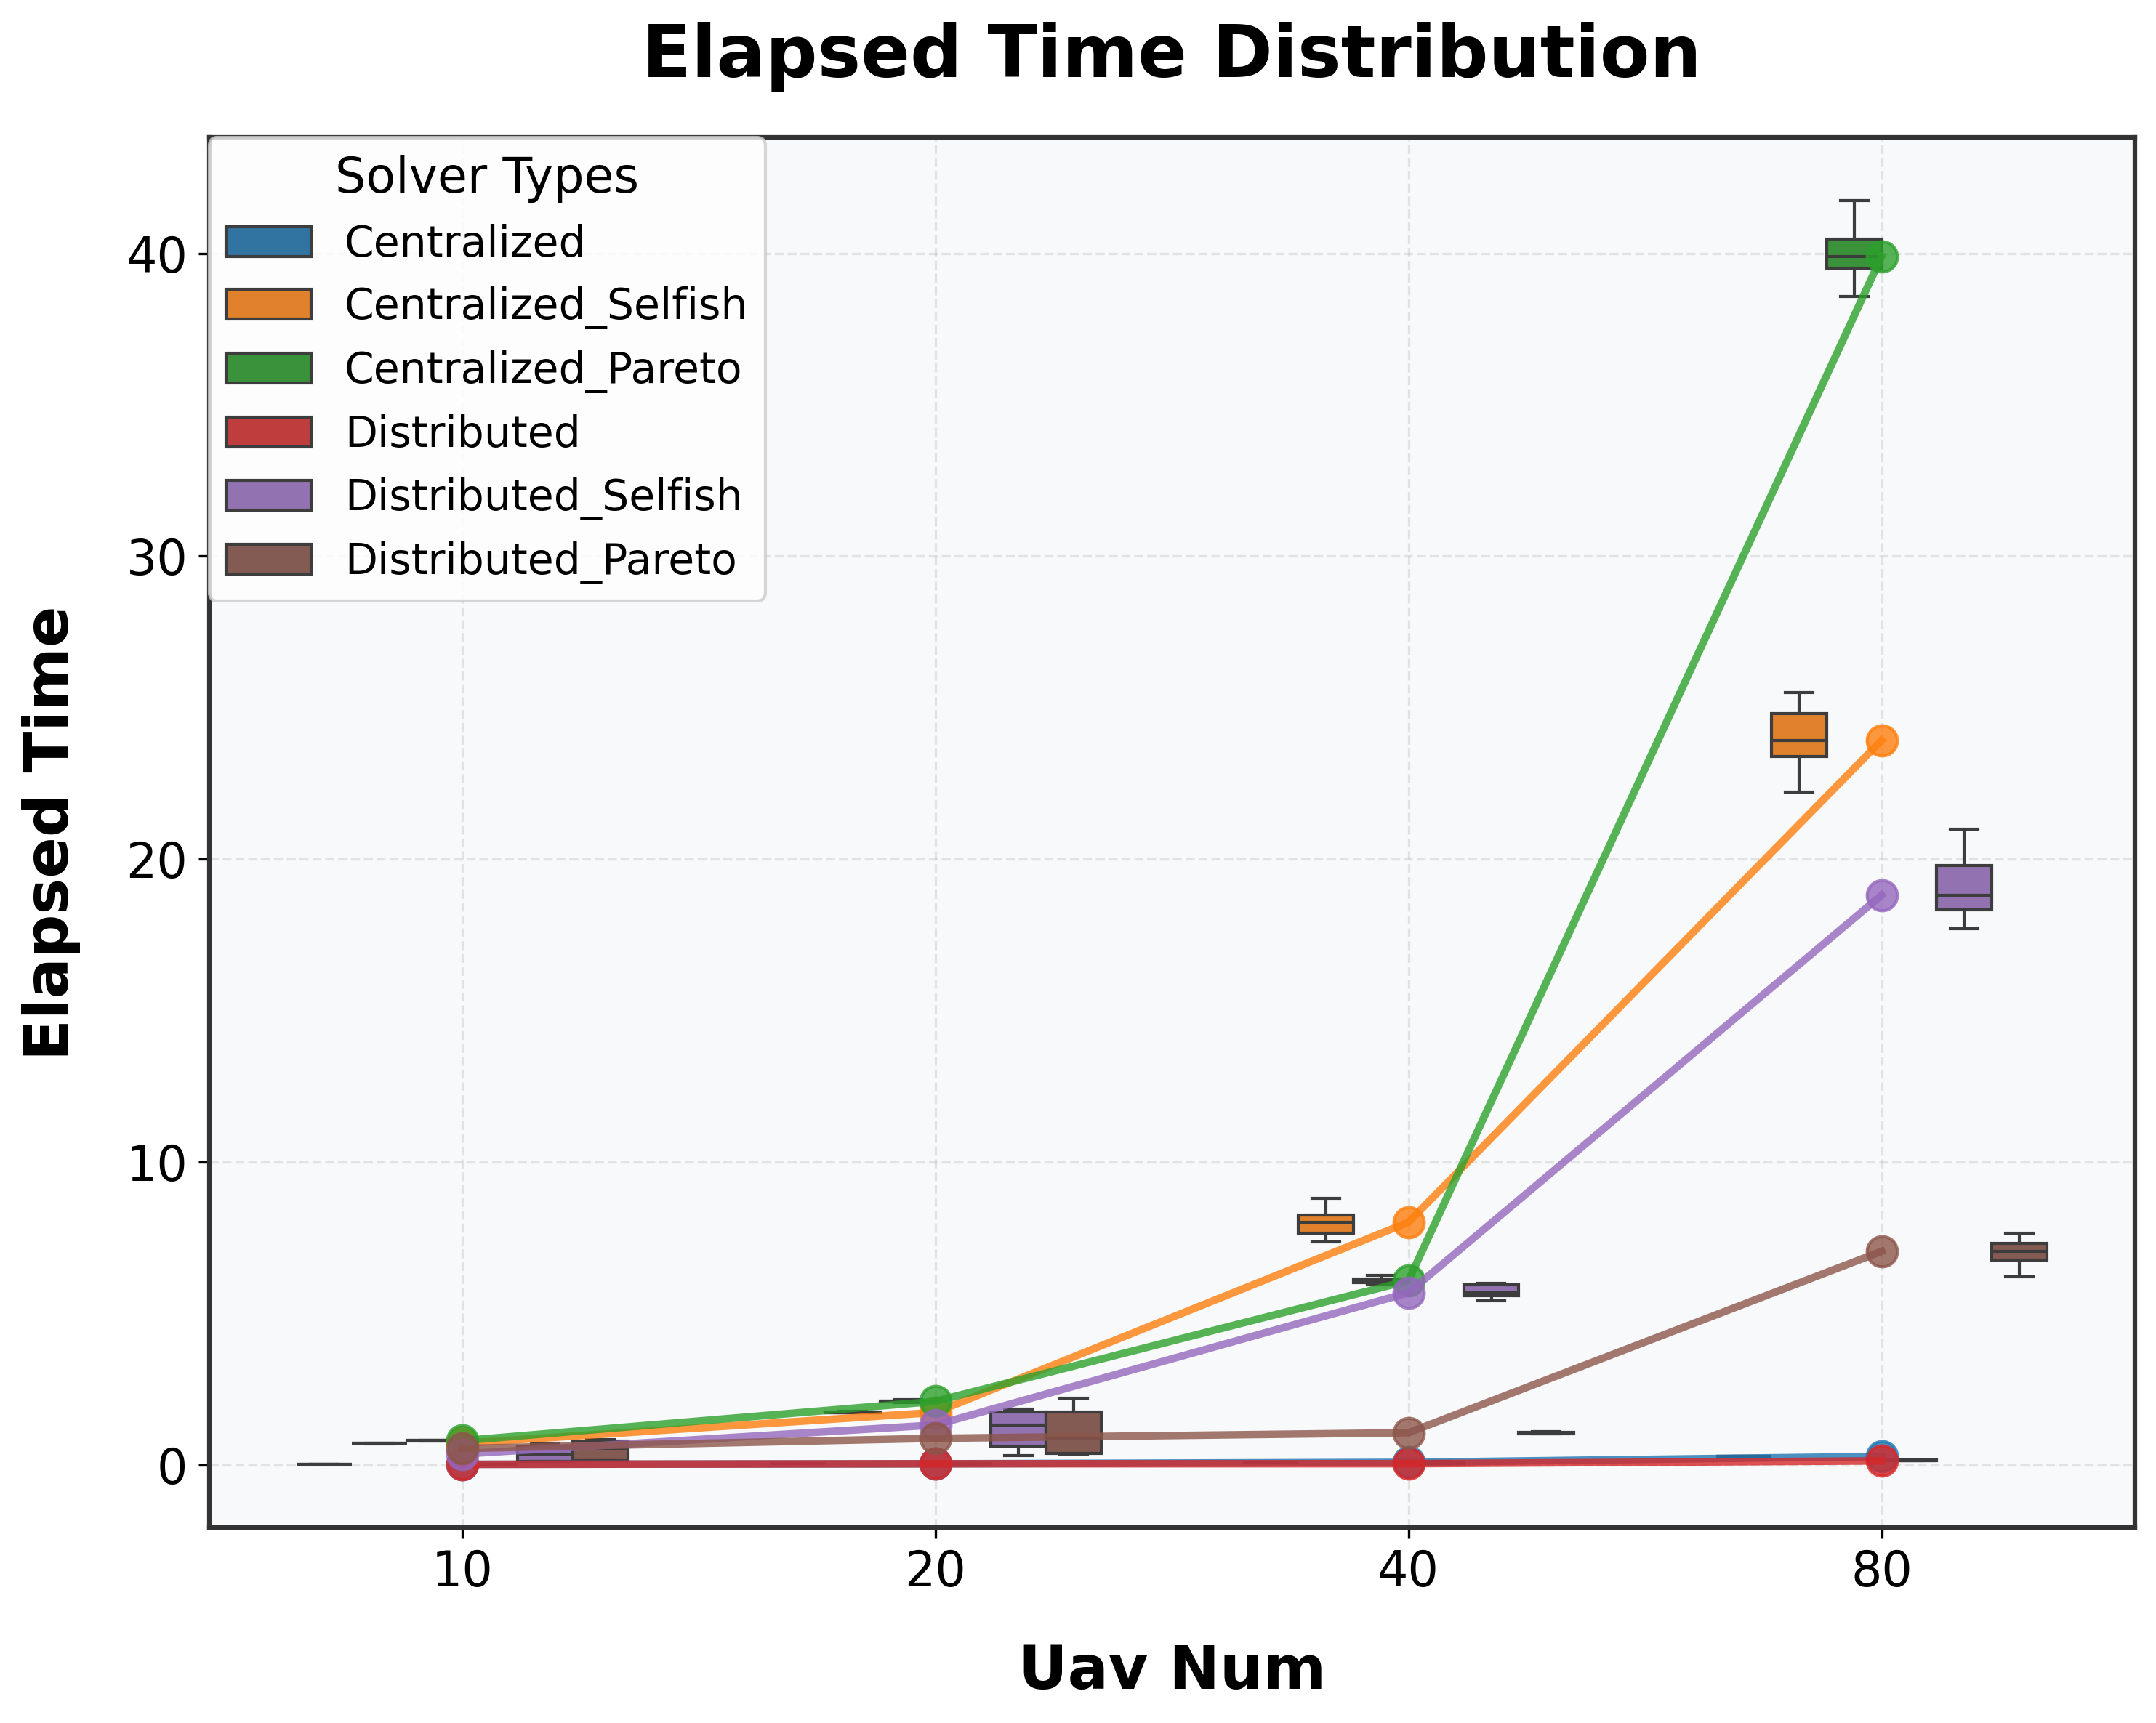 Elapsed Time Distribution
Solver Types
Centralized
Centralized_Selfish
Centralized_Pareto
Distributed
Distributed_Selfish
Distributed_Pareto
Elapsed Time
40
30
20
10
0
10 20 40 80
Uav Num